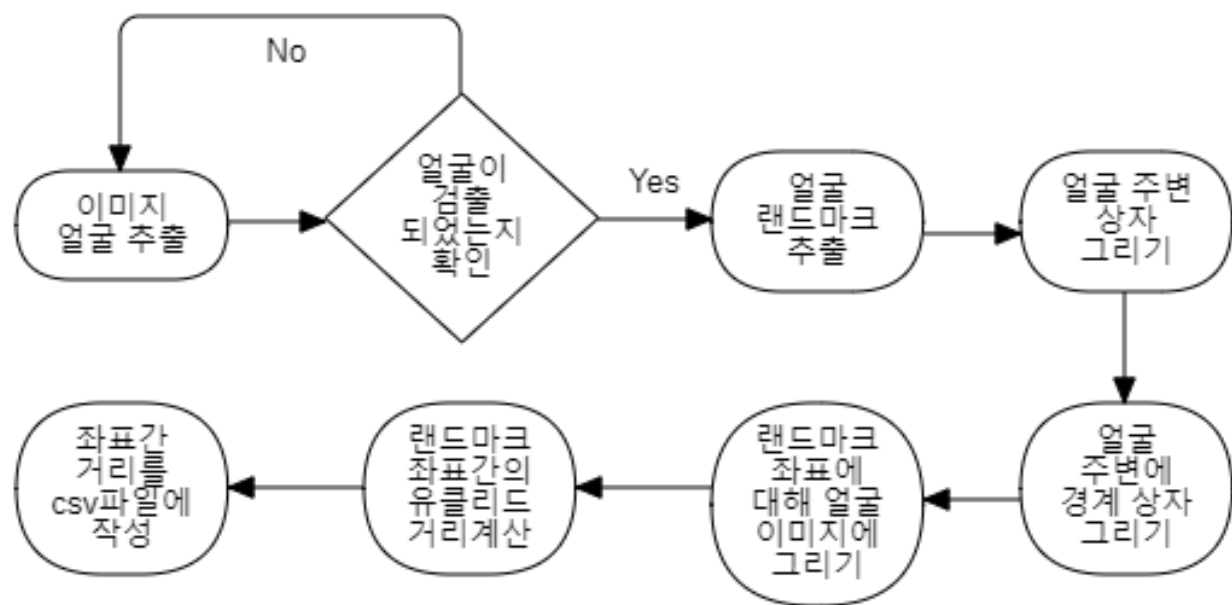 No
이미지
얼굴 추출
얼굴이
검출
되었는지
확인
Yes
얼굴
랜드마크
추출
얼굴 주변
상자
그리기
얼굴
주변에
경계 상자
그리기
랜드마크
좌표에
대해 얼굴
이미지에
그리기
랜드마크
좌표간의
유클리드
거리계산
좌표간
거리를
csv파일에
작성